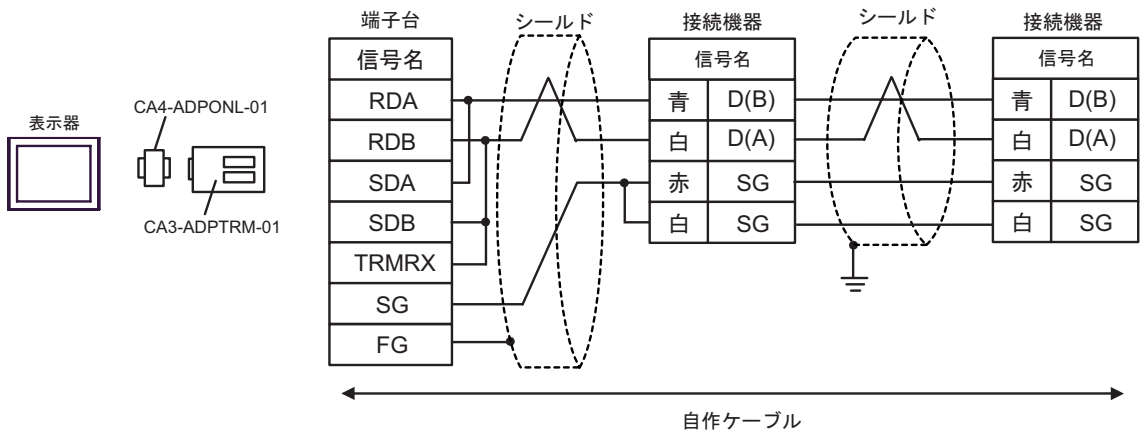 端子台
シールド
接続機器
シールド
接続機器
信号名
信号名
信号名
RDA
青
D(B)
青
D(B)
CA4-ADPONL-01
表示器
RDB
白
D(A)
白
D(A)
SDA
赤
SG
赤
SG
CA3-ADPTRM-01
SDB
白
SG
白
SG
TRMRX
SG
FG
自作ケーブル